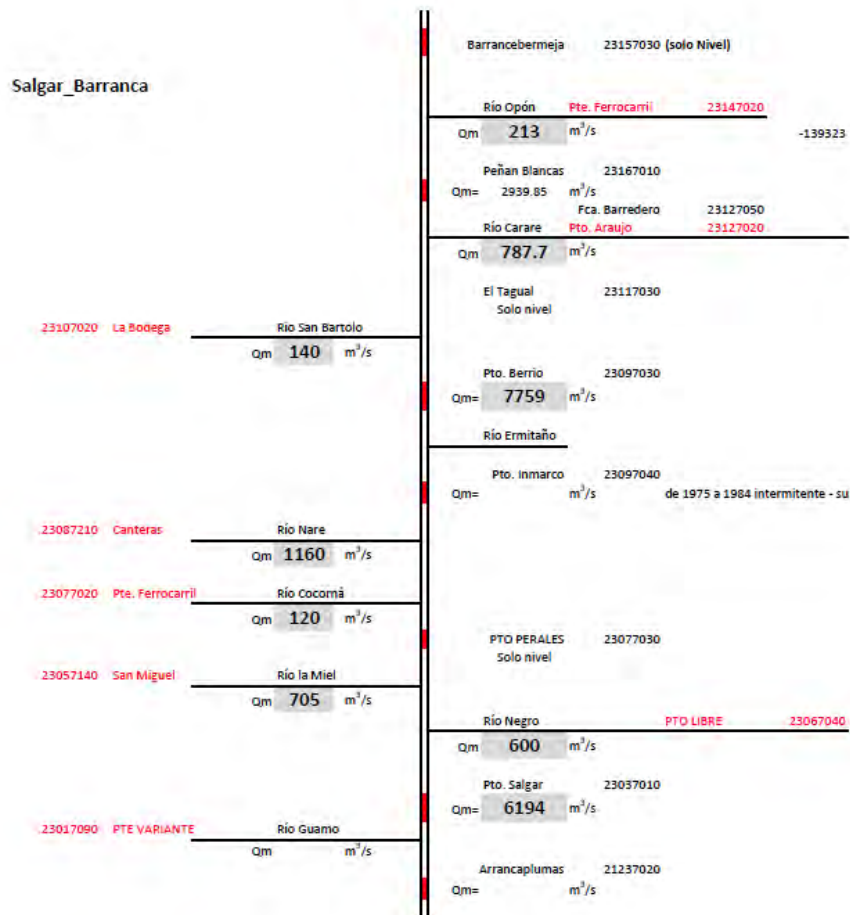 Barrancebermeja 23157030 (solo Nivel)
Salgar_Barranca
Río Opón Pte. Ferrocarril 23147020
Qm 213 m³/s -139323
Peñan Blancas 23167010
Qm= 2939.85 m³/s
Fca. Barredero 23127050
Río Carare Pto. Araujo 23127020
Qm 787.7 m³/s
El Tagual 23117030
Solo nivel
23107020 La Bodega Río San Bartolo
Qm 140 m³/s
Pto. Berrio 23097030
Qm= 7759 m³/s
Río Ermitaño
Pto. Inmarco 23097040
Qm= m³/s de 1975 a 1984 intermitente - su
23087210 Canteras Río Nare
Qm 1160 m³/s
23077020 Pte. Ferrocarril Río Cocorná
Qm 120 m³/s
PTO PERALES 23077030
Solo nivel
23057140 San Miguel Río la Miel
Qm 705 m³/s
Río Negro PTO LIBRE 23067040
Qm 600 m³/s
Pto. Salgar 23037010
Qm= 6194 m³/s
23017090 PTE VARIANTE Río Guamo
Qm m³/s
Arrancaplumas 21237020
Qm= m³/s